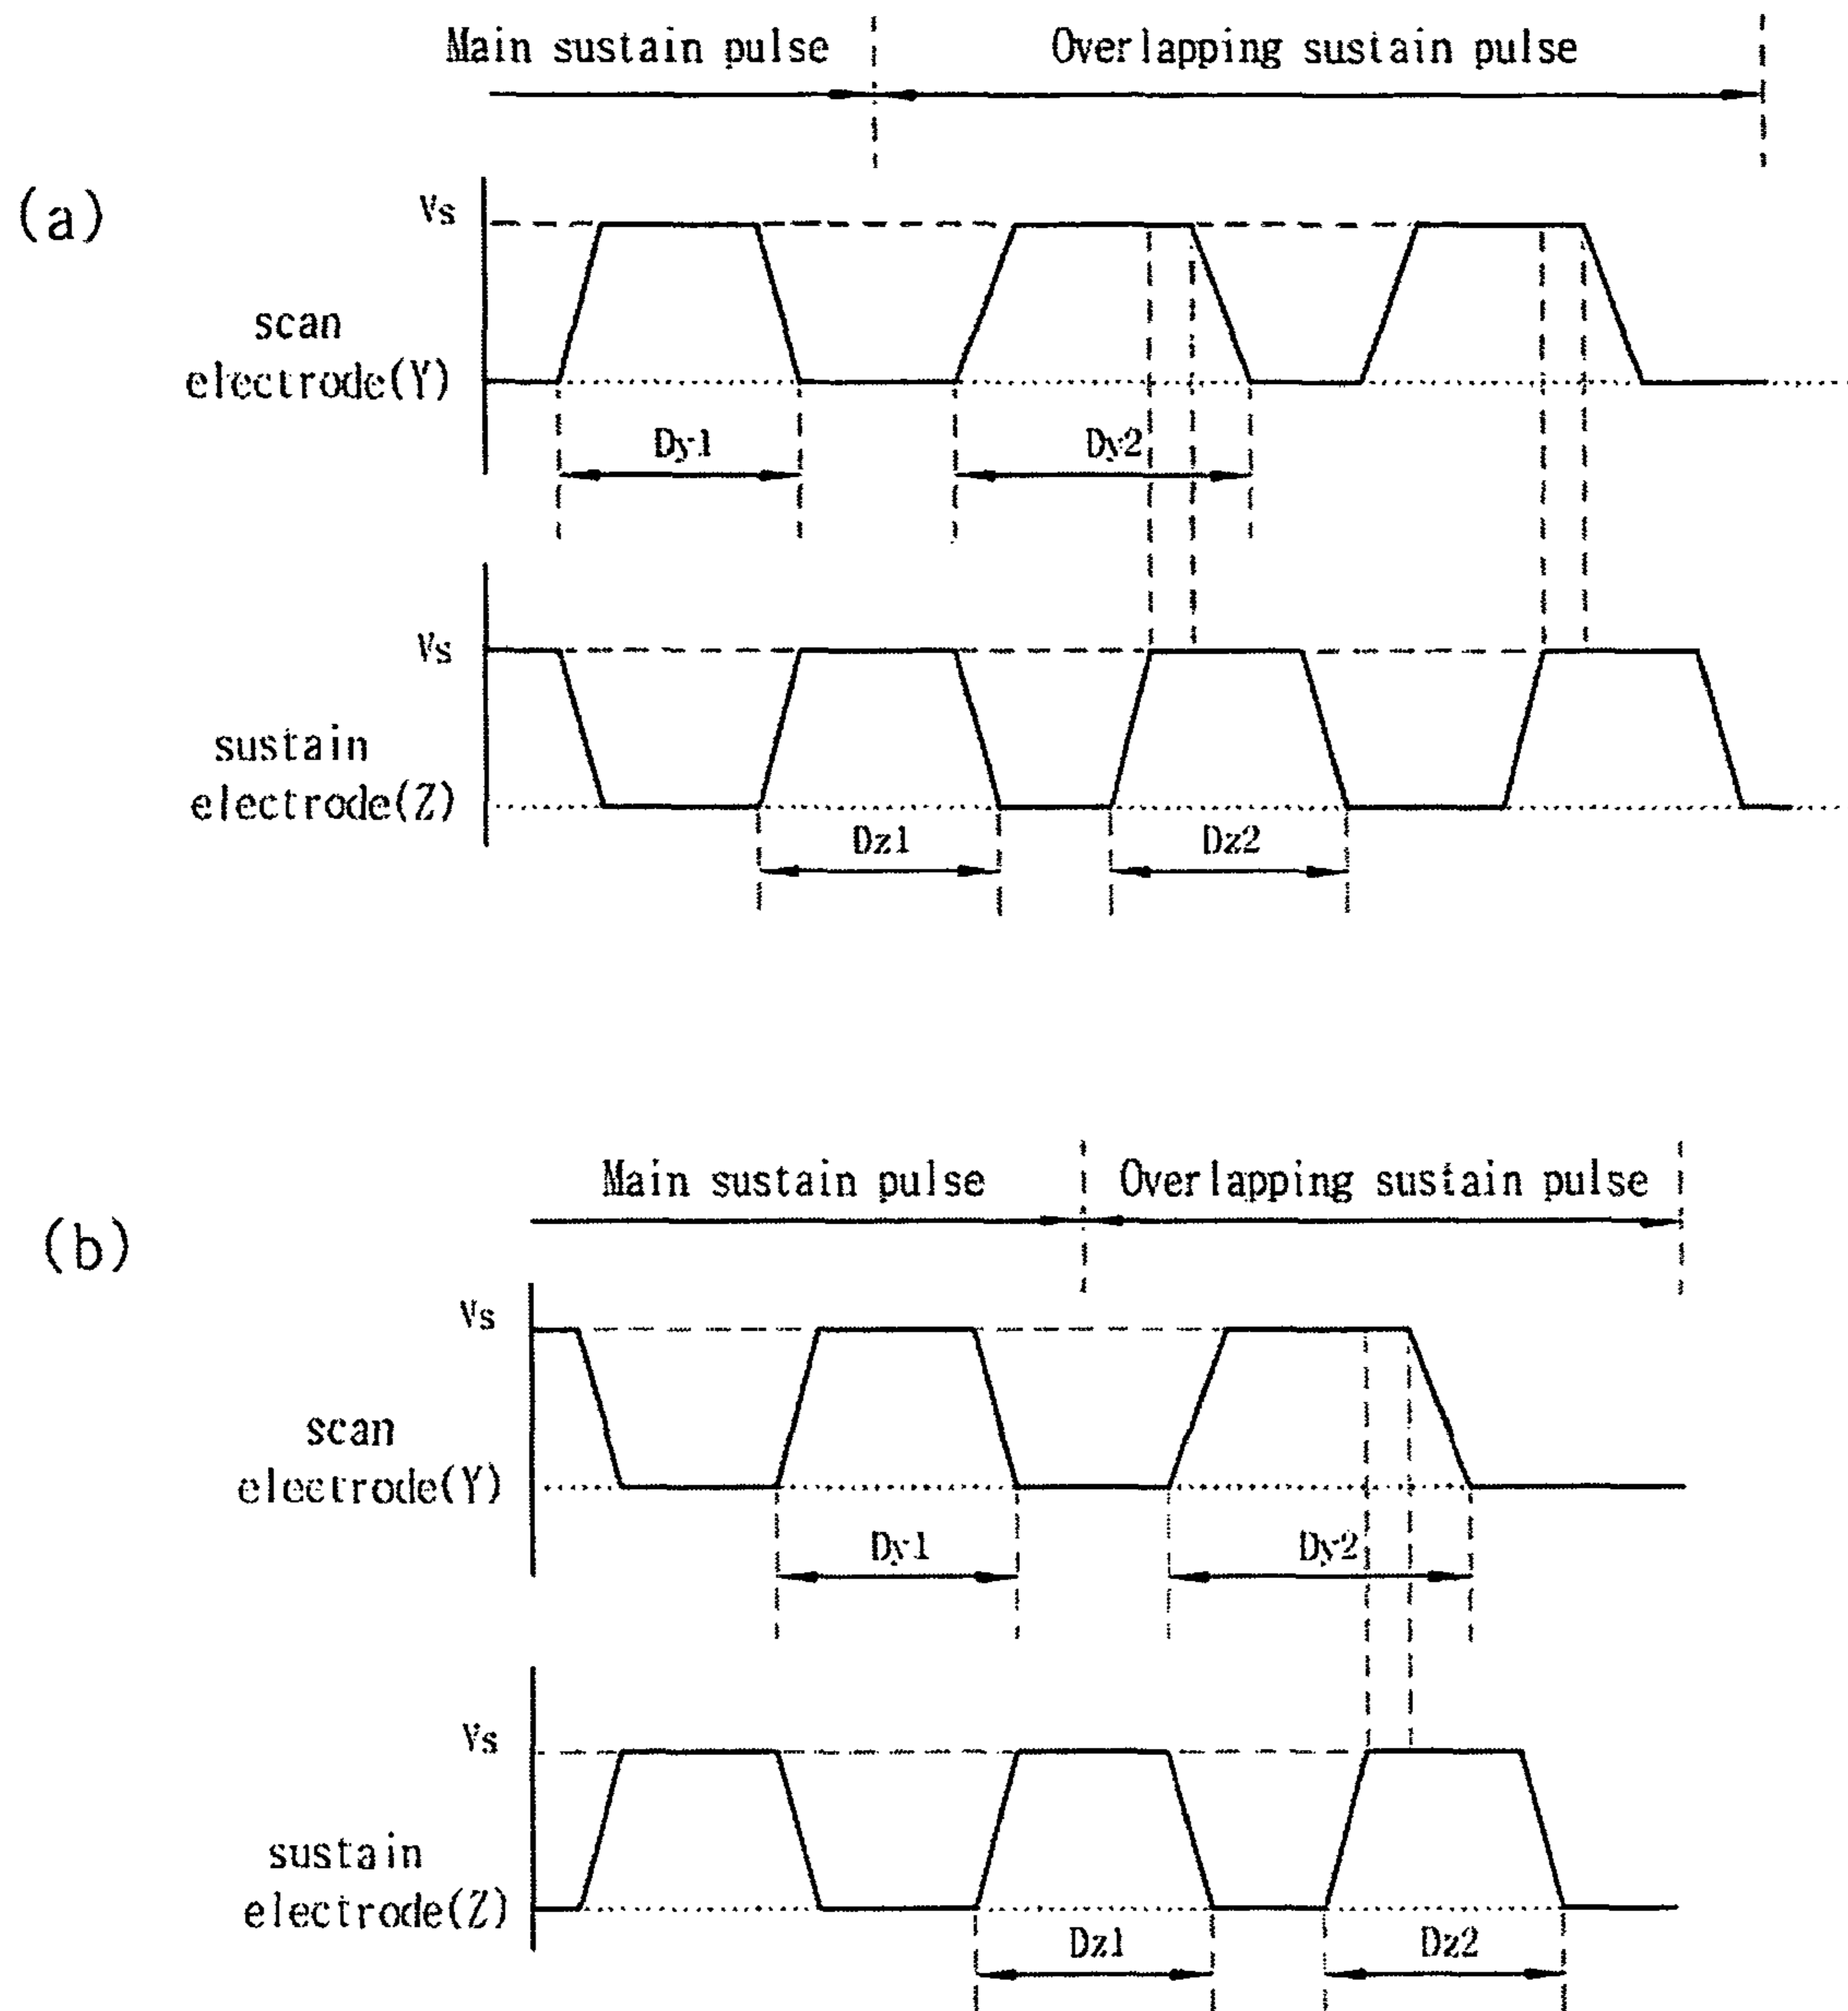 Main sustain pulse
Overlapping sustain pulse
(a)
Vs
scan
electrode(Y)
Dy1
Dy2
Vs
sustain
electrode(Z)
Dz1
Dz2
Main sustain pulse
Overlapping sustain pulse
(b)
Vs
scan
electrode(Y)
Dy1
Dy2
Vs
sustain
electrode(Z)
Dz1
Dz2